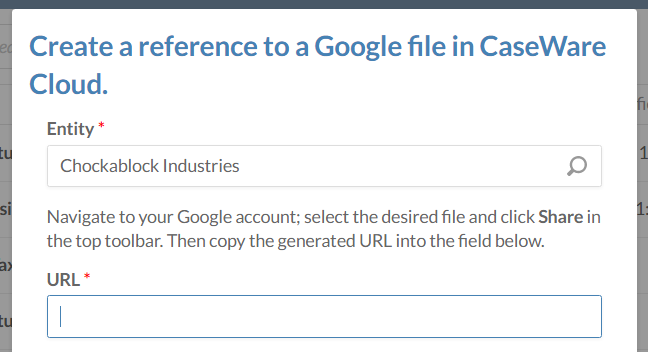 Create a reference to a Google file in CaseWare
Cloud.
Entity *
Chockablock Industries
Navigate to your Google account; select the desired file and click Share in
the top toolbar. Then copy the generated URL into the field below.
URL *